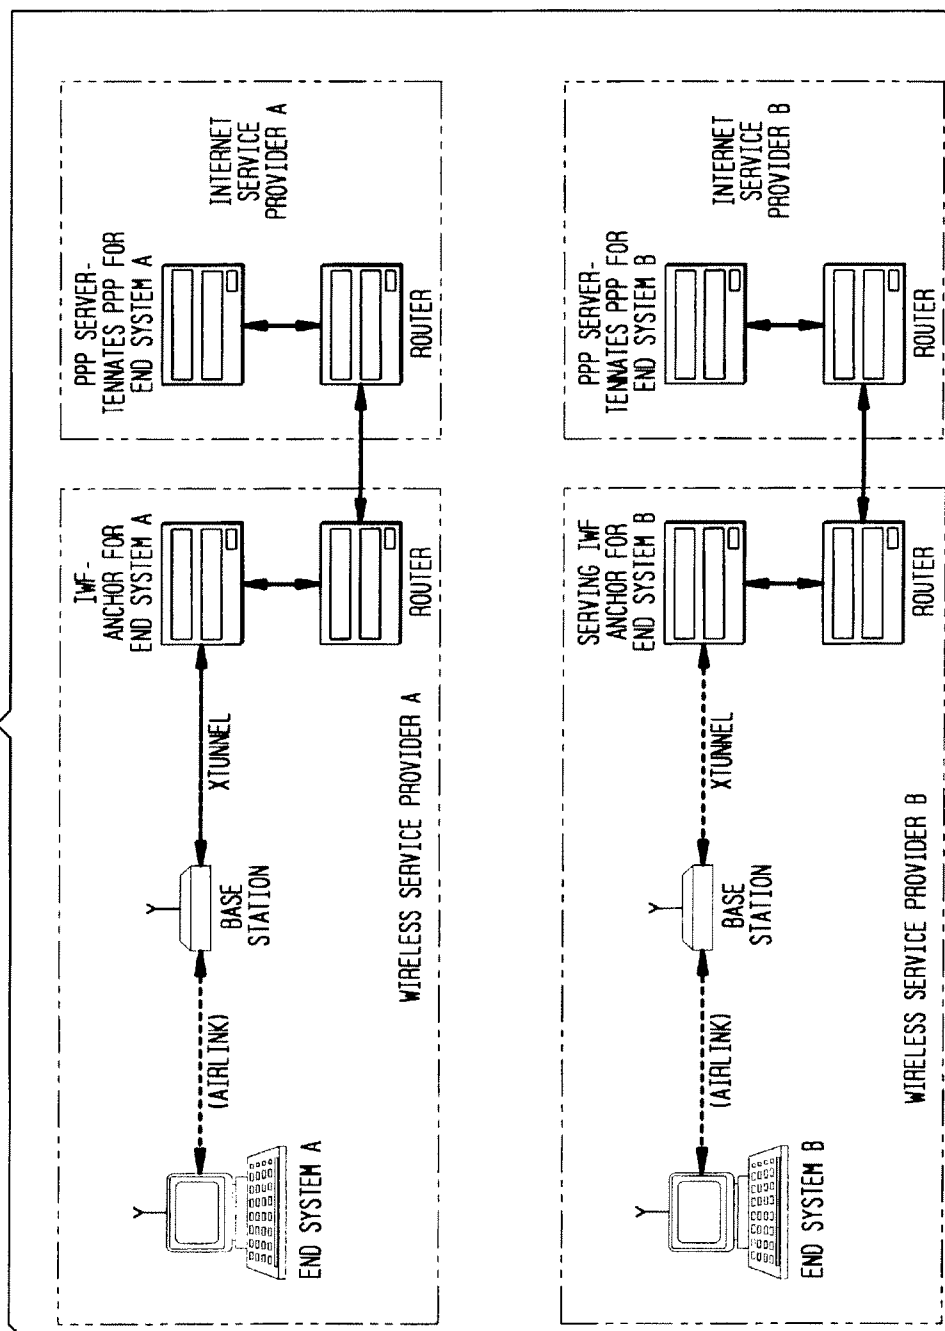 PPP SERVER-
TENNATES PPP FOR
END SYSTEM A
INTERNET
SERVICE
PROVIDER A
ROUTER
IWF-
ANCHOR FOR
END SYSTEM A
ROUTER
XTUNNEL
BASE
STATION
(AIRLINK)
END SYSTEM A
WIRELESS SERVICE PROVIDER A
PPP SERVER-
TENNATES PPP FOR
END SYSTEM B
INTERNET
SERVICE
PROVIDER B
ROUTER
SERVING IWF
ANCHOR FOR
END SYSTEM B
ROUTER
XTUNNEL
BASE
STATION
(AIRLINK)
END SYSTEM B
WIRELESS SERVICE PROVIDER B